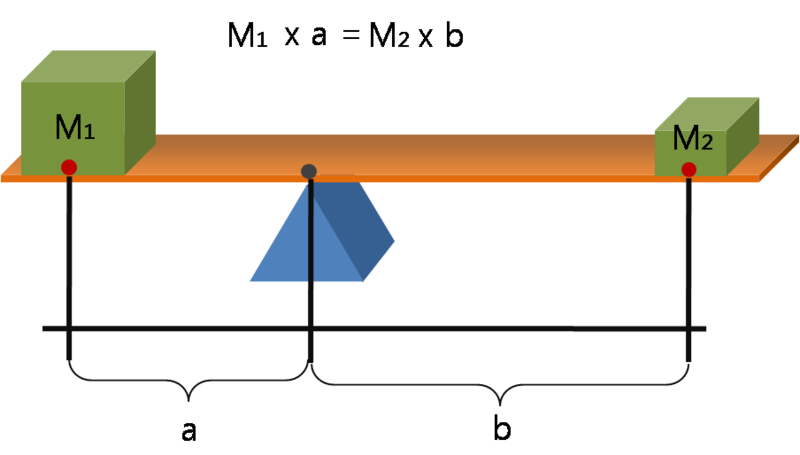 M₁ x a = M₂ x b
M₁
M₂
a
b